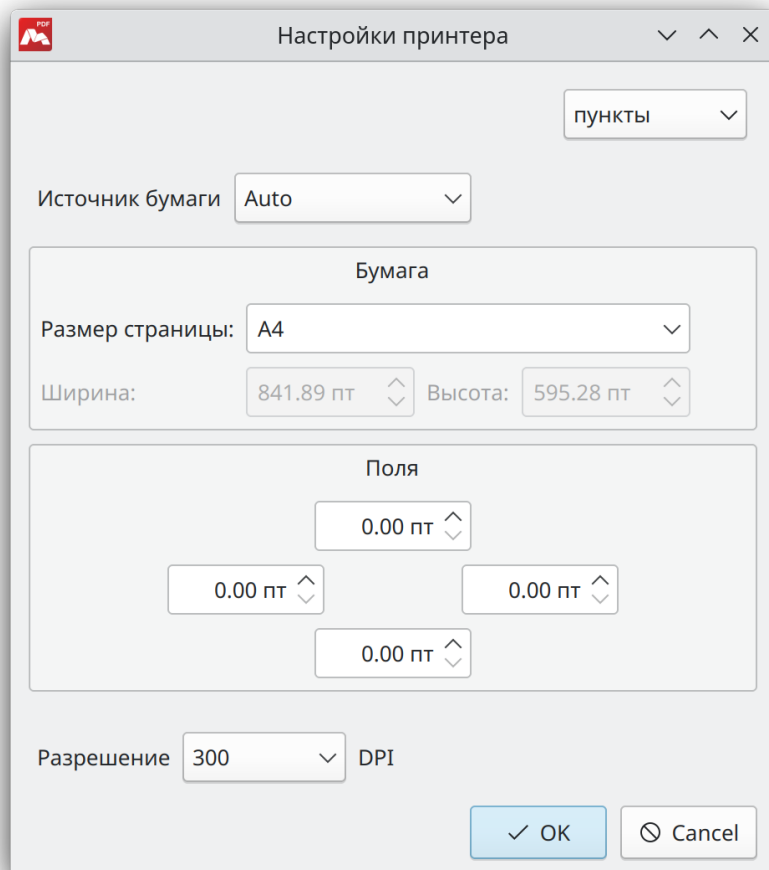 PDF
Настройки принтера
пункты
Источник бумаги Auto
Бумага
Размер страницы: A4
Ширина: 841.89 пт Высота: 595.28 пт
Поля
0.00 пт
0.00 пт 0.00 пт
0.00 пт
Разрешение 300 DPI
OK Cancel